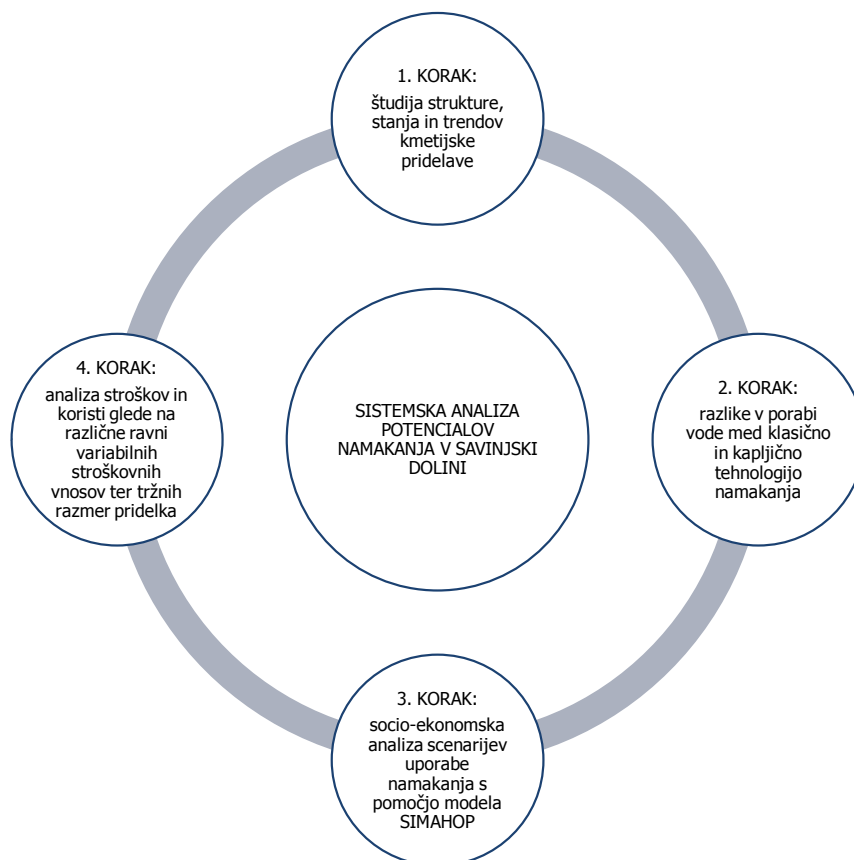 1. KORAK:
študija strukture,
stanja in trendov
kmetijske
pridelave
2. KORAK:
razlike v porabi
vode med klasično
in kapljično
tehnologijo
namakanja
3. KORAK:
socio-ekonomska
analiza scenarijev
uporabe
namakanja s
pomočjo modela
SIMAHOP
4. KORAK:
analiza stroškov in
koristi glede na
različne ravni
variabilnih
stroškovnih
vnosov ter tržnih
razmer pridelka
SISTEMSKA ANALIZA
POTENCIALOV
NAMAKANJA V SAVINJSKI
DOLINI